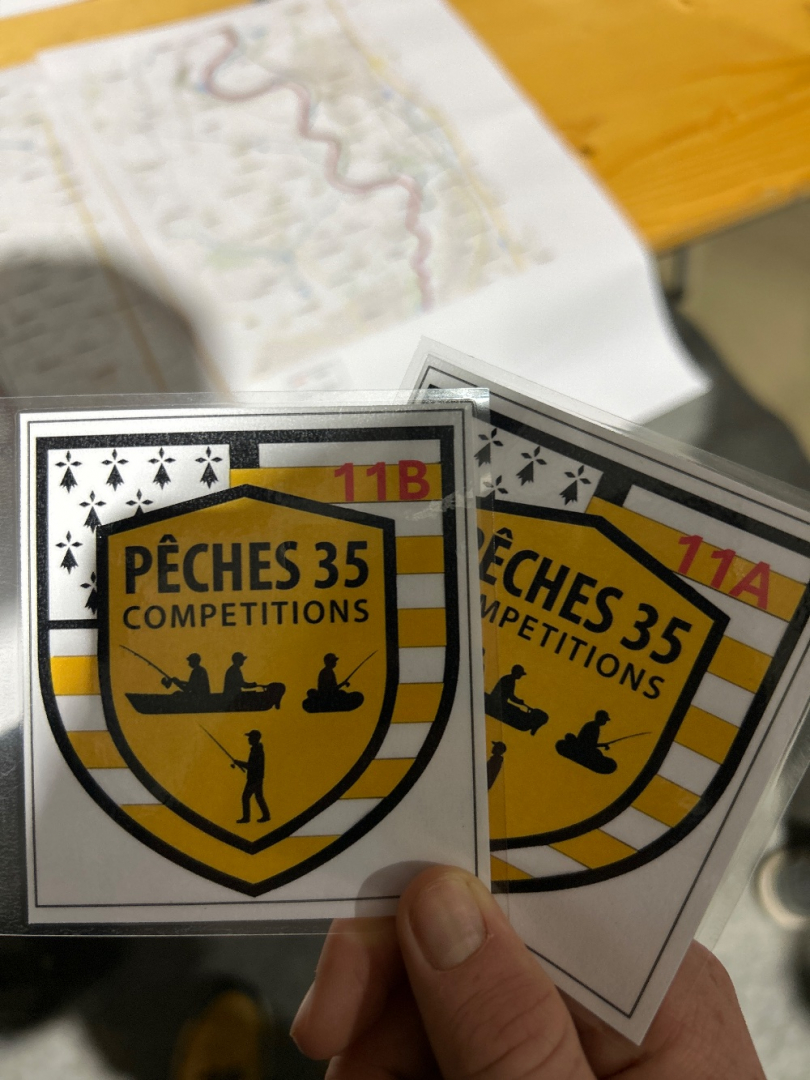 11B
PÊCHES 35
COMPETITIONS
11A
PÊCHES 35
MPETITIONS